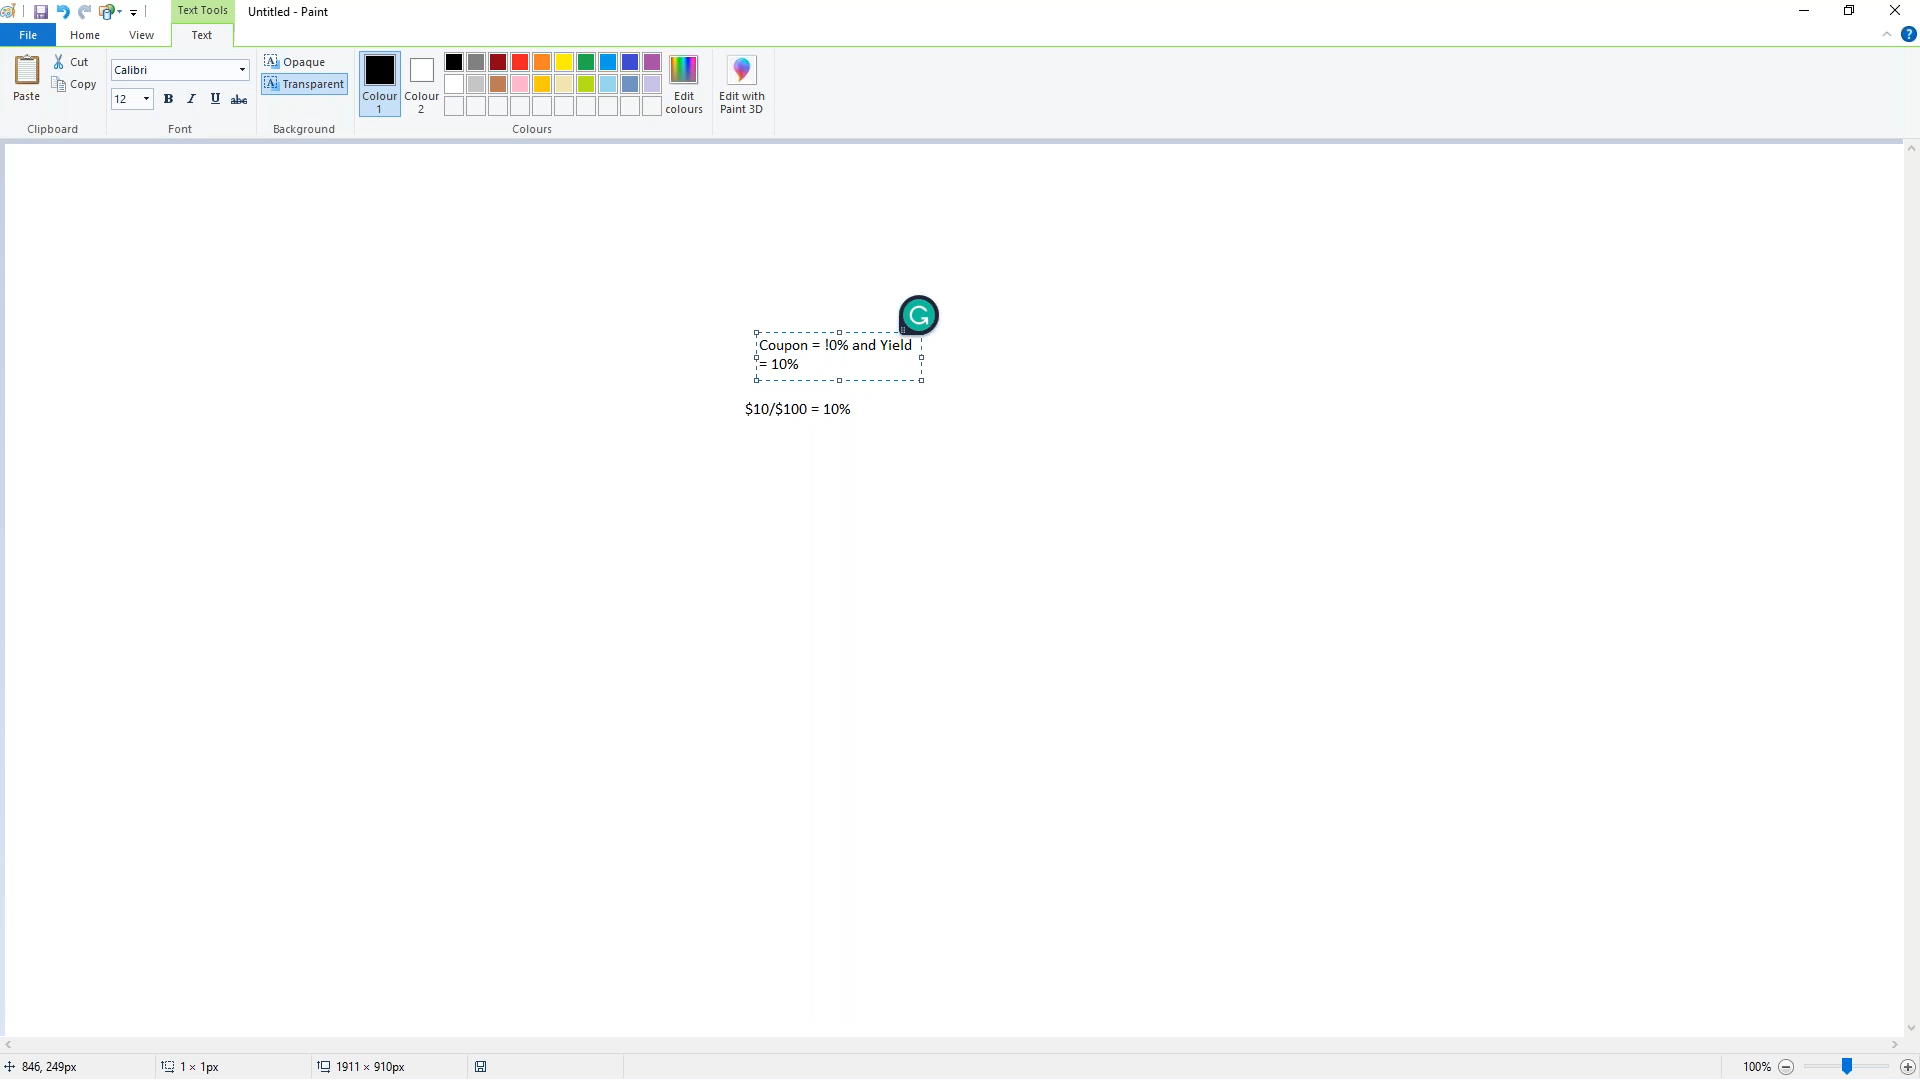 Text Tools
Untitled - Paint
File
Home
View
Text
Paste
Cut
Copy
Clipboard
Calibri
12
B I U abc
Font
Opaque
Transparent
Background
Colour 1
Colour 2
Edit colours
Colours
Edit with Paint 3D
Coupon = !0% and Yield
= 10%
$10/$100 = 10%
846, 249px
1 × 1px
1911 × 910px
100%